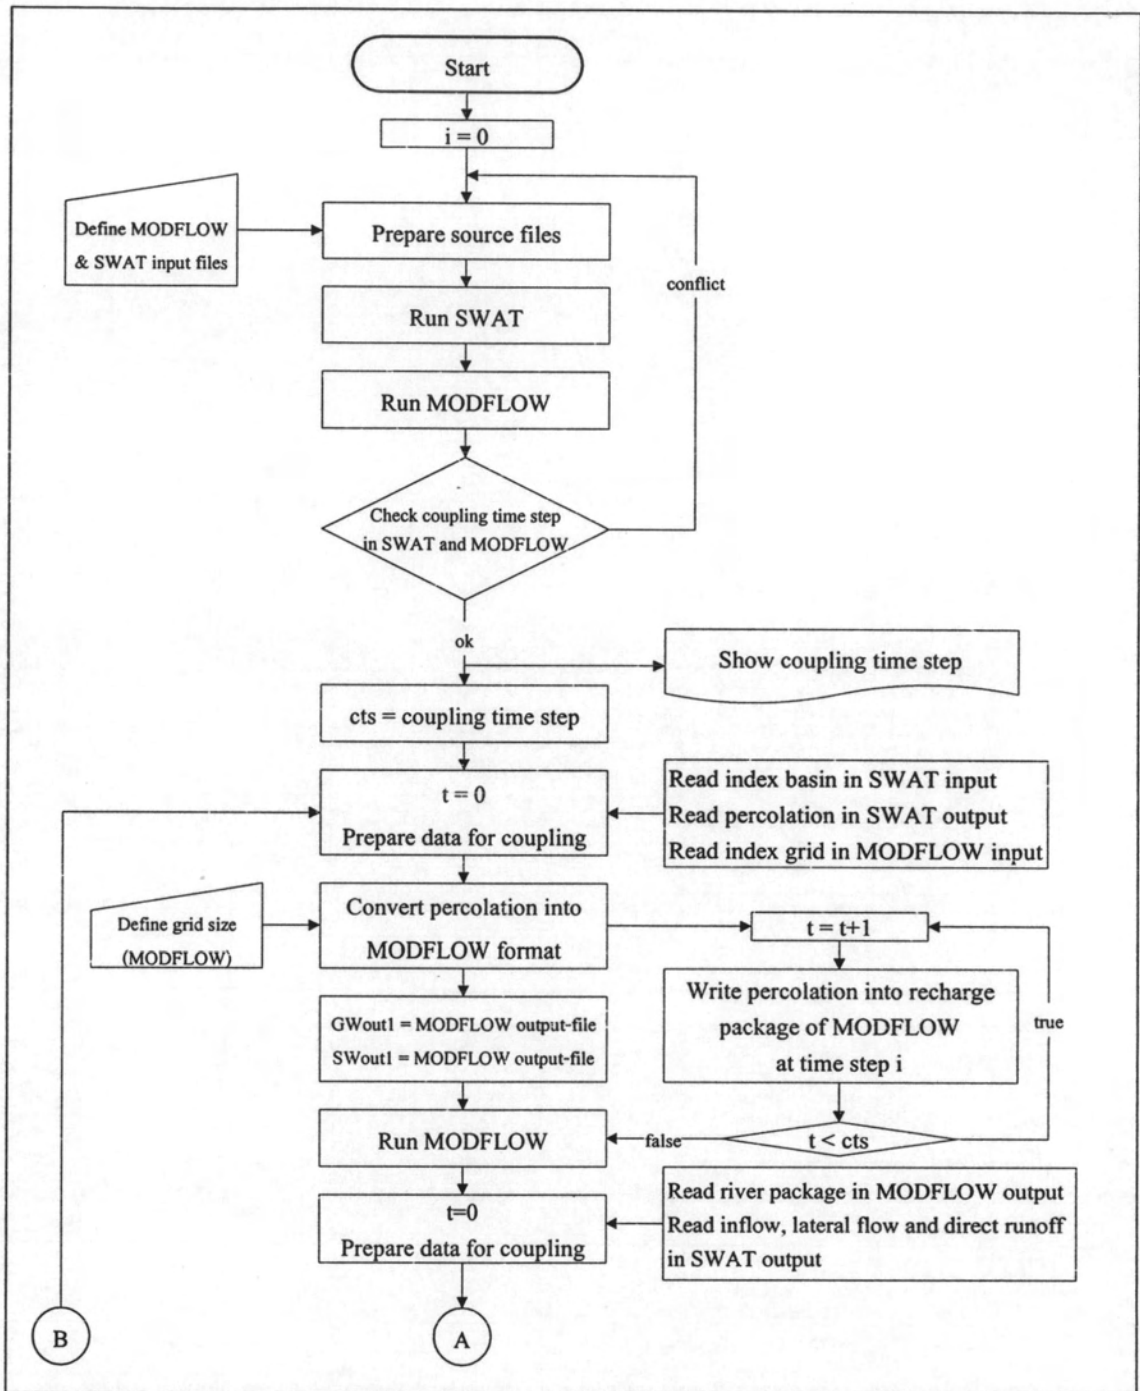 Start
i = 0
Define MODFLOW
& SWAT input files
Prepare source files
conflict
Run SWAT
Run MODFLOW
Check coupling time step
in SWAT and MODFLOW
ok
Show coupling time step
cts = coupling time step
t = 0
Prepare data for coupling
Read index basin in SWAT input
Read percolation in SWAT output
Read index grid in MODFLOW input
Define grid size
(MODFLOW)
Convert percolation into
MODFLOW format
t = t+1
Write percolation into recharge
package of MODFLOW
at time step i
true
GWout1 = MODFLOW output-file
SWout1 = MODFLOW output-file
Run MODFLOW
false
t < cts
t=0
Prepare data for coupling
Read river package in MODFLOW output
Read inflow, lateral flow and direct runoff
in SWAT output
B
A